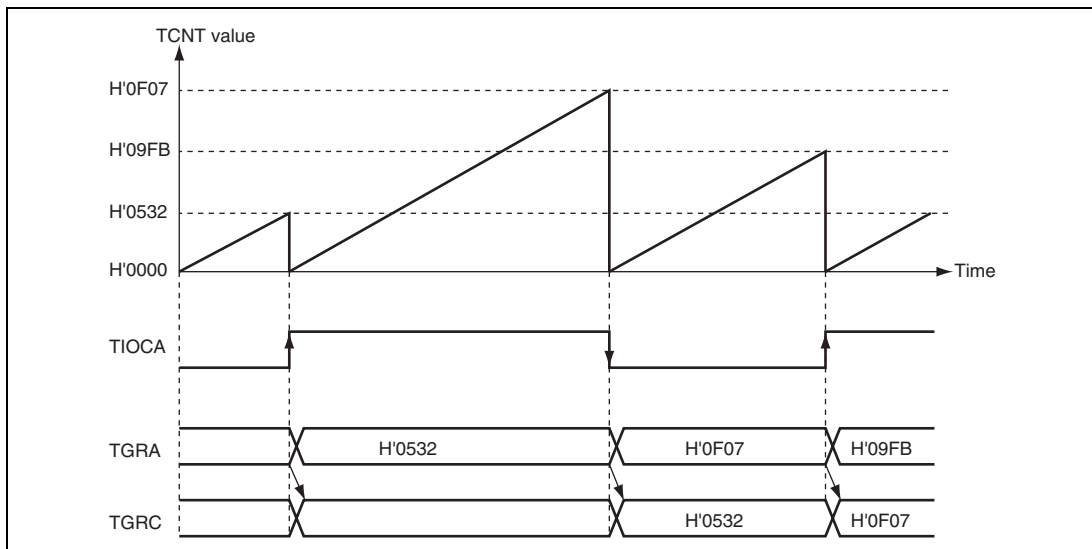 TCNT value
H'0F07
H'09FB
H'0532
H'0000
Time
TIOCA
TGRA
H'0532
H'0F07
H'09FB
TGRC
H'0532
H'0F07